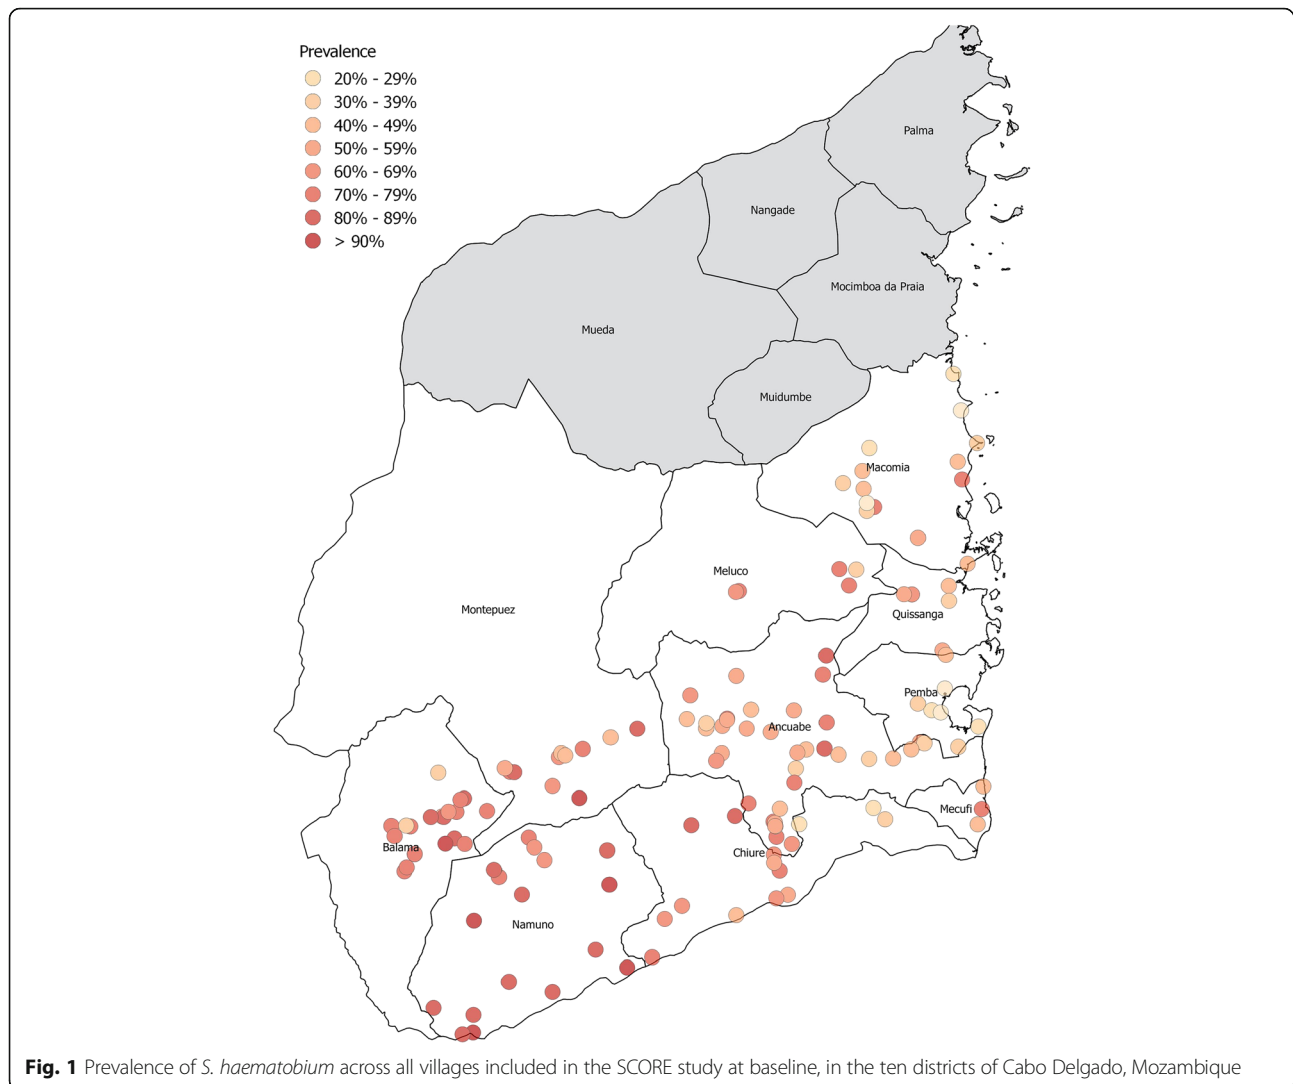 Prevalence
20% - 29%
30% - 39%
40% - 49%
50% - 59%
60% - 69%
70% - 79%
80% - 89%
> 90%
Palma
Nangade
Mocimboa da Praia
Mueda
Muidumbe
Macomia
Meluco
Montepuez
Quissanga
Pemba
Ancuabe
Mecufi
Balama
Chiure
Namuno
Fig. 1 Prevalence of S. haematobium across all villages included in the SCORE study at baseline, in the ten districts of Cabo Delgado, Mozambique